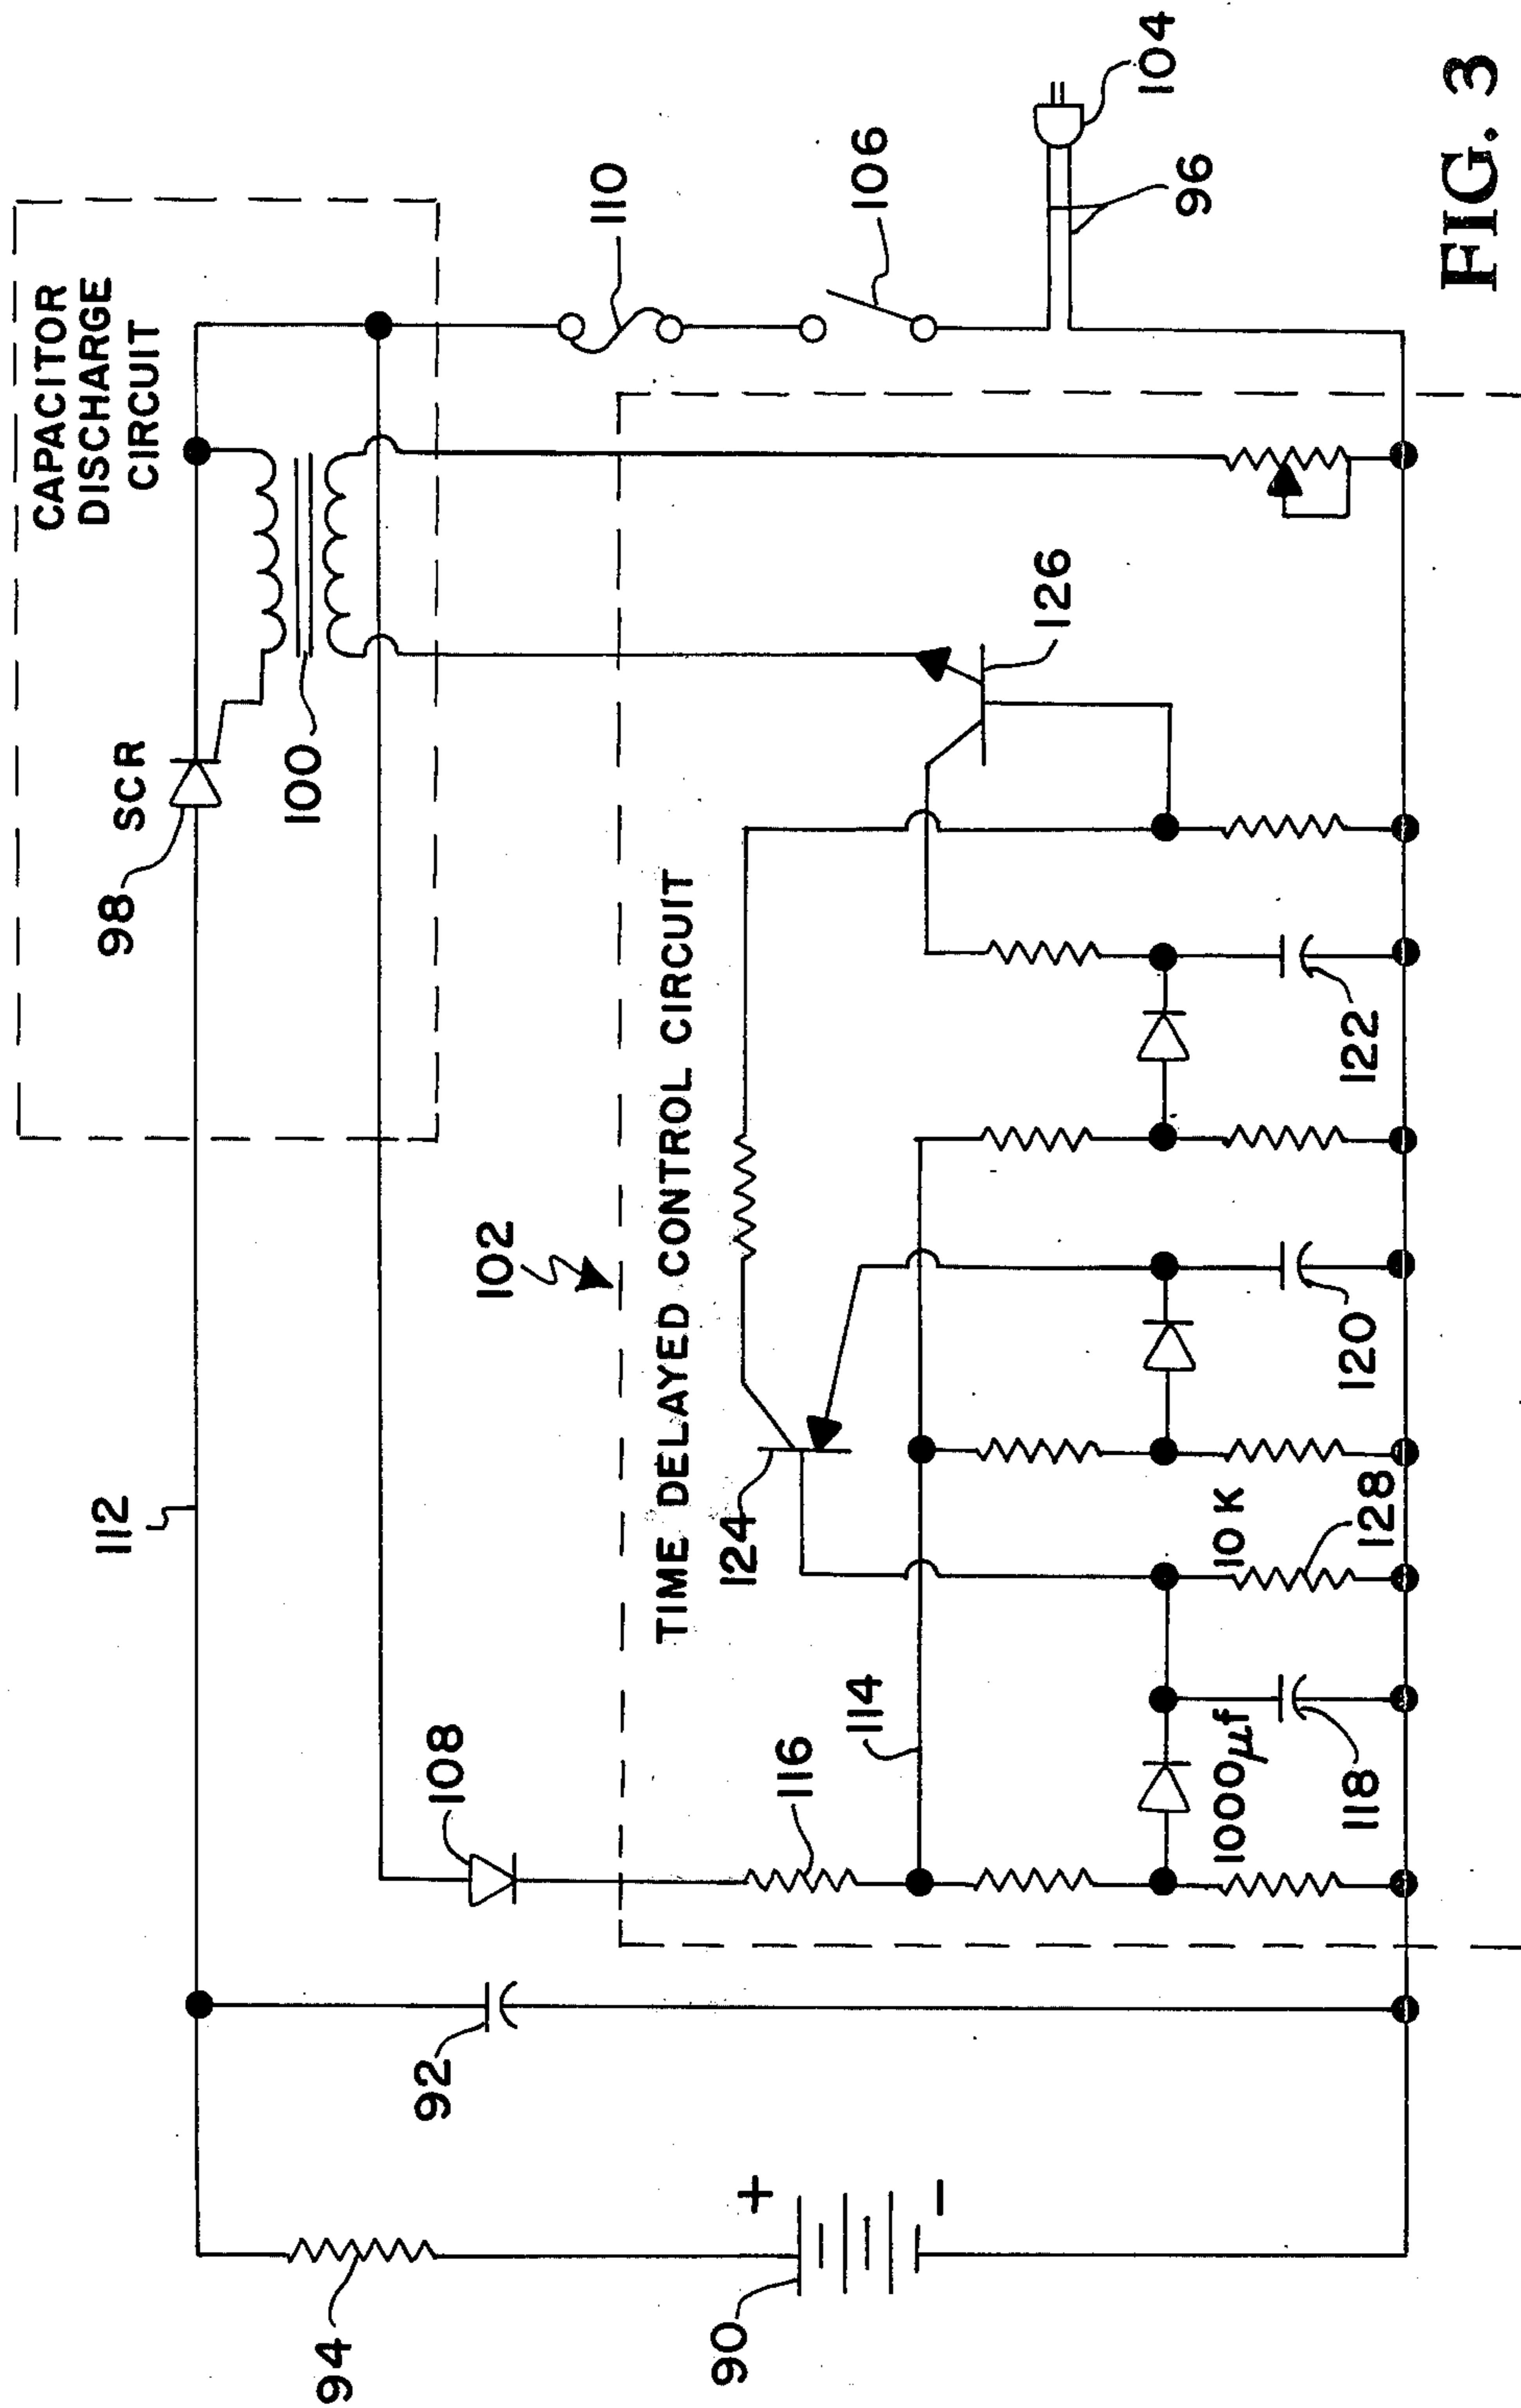 CAPACITOR
DISCHARGE
CIRCUIT
SCR
98
100
112
102
TIME DELAYED CONTROL CIRCUIT
108
110
106
104
96
126
124
116
114
10 K
128
1000µf
118
120
122
92
94
90
+
−
FIG. 3